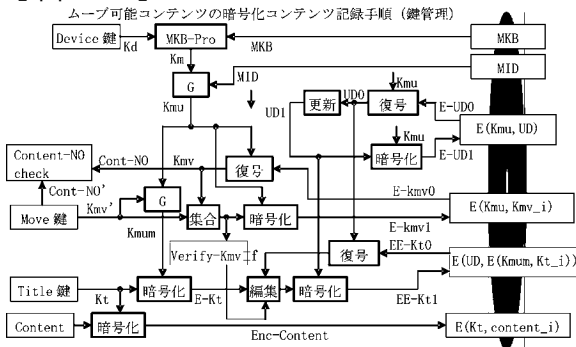 ムーブ可能コンテンツの暗号化コンテンツ記録手順（鍵管理）
Device 鍵
Kd
MKB-Pro
MKB
MKB
Km
MID
MID
G
Kmu
Kmu
UD0
更新
復号
E-UD0
UD1
E(Kmu, UD)
Kmu
暗号化
E-UD1
Content-NO
check
Cont-NO
Kmv
復号
E-kmv0
Cont-NO'
G
E(Kmu, Kmv_i)
Move 鍵
Kmv'
集合
暗号化
E-kmv1
Kmum
EE-Kt0
Verify-Kmv
復号
E(UD, E(Kmum, Kt_i))
Title 鍵
Kt
暗号化
E-Kt
編集
暗号化
EE-Kt1
Content
暗号化
Enc-Content
E(Kt, content_i)